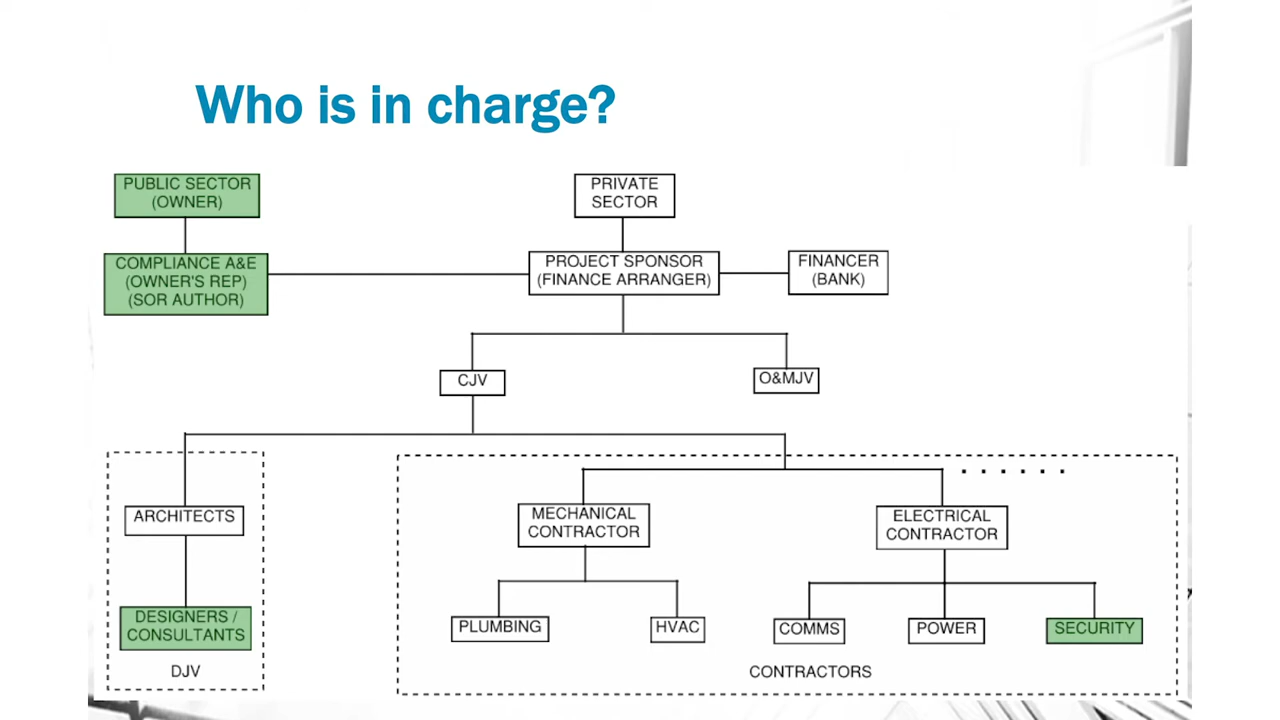 Who is in charge?
PUBLIC SECTOR
(OWNER)
PRIVATE
SECTOR
COMPLIANCE A&E
(OWNER'S REP)
(SOR AUTHOR)
PROJECT SPONSOR
(FINANCE ARRANGER)
FINANCER
(BANK)
CJV
O&MJV
ARCHITECTS
MECHANICAL
CONTRACTOR
ELECTRICAL
CONTRACTOR
DESIGNERS /
CONSULTANTS
PLUMBING
HVAC
COMMS
POWER
SECURITY
DJV
CONTRACTORS